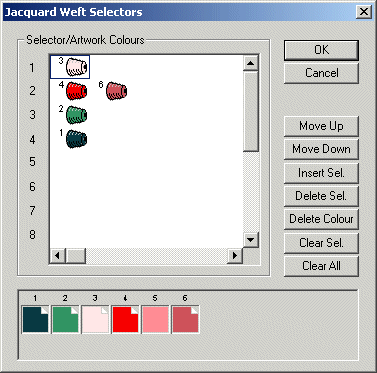 Jacquard Weft Selectors
Selector/Artwork Colours
OK
Cancel
1 3
2 4 6
3 2
4 1
5
6
7
8
Move Up
Move Down
Insert Sel.
Delete Sel.
Delete Colour
Clear Sel.
Clear All
1 2 3 4 5 6